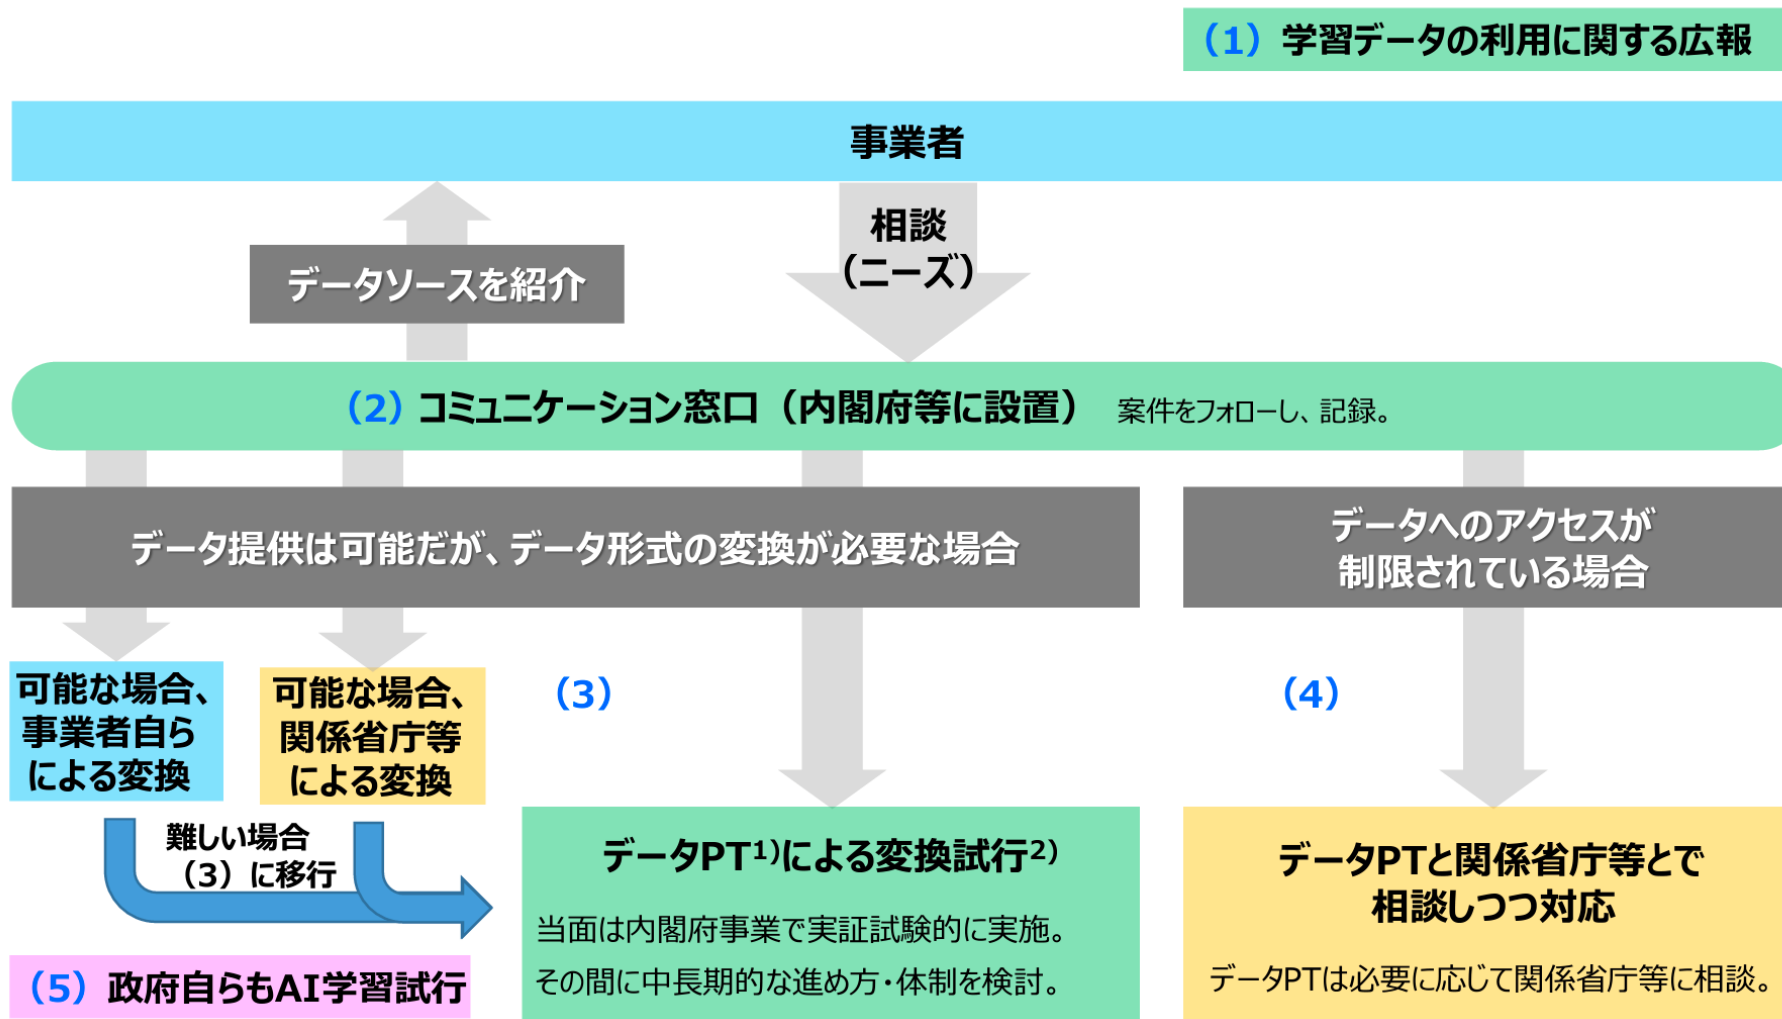 （1）学習データの利用に関する広報
事業者
相談
（ニーズ）
データソースを紹介
（2）コミュニケーション窓口（内閣府等に設置） 案件をフォローし、記録。
データ提供は可能だが、データ形式の変換が必要な場合
データへのアクセスが
制限されている場合
可能な場合、
事業者自ら
による変換
可能な場合、
関係省庁等
による変換
（3）
（4）
難しい場合
（3）に移行
データPT1)による変換試行2)
当面は内閣府事業で実証試験的に実施。
その間に中長期的な進め方・体制を検討。
データPTと関係省庁等とで
相談しつつ対応
データPTは必要に応じて関係省庁等に相談。
（5）政府自らもAI学習試行